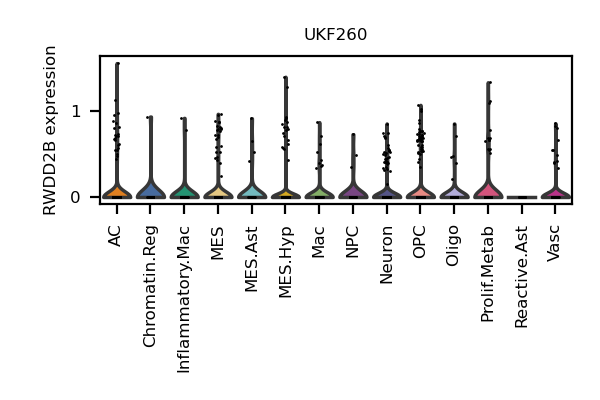 UKF260
RWDD2B expression
1
0
AC
Chromatin.Reg
Inflammatory.Mac
MES
MES.Ast
MES.Hyp
Mac
NPC
Neuron
OPC
Oligo
Prolif.Metab
Reactive.Ast
Vasc